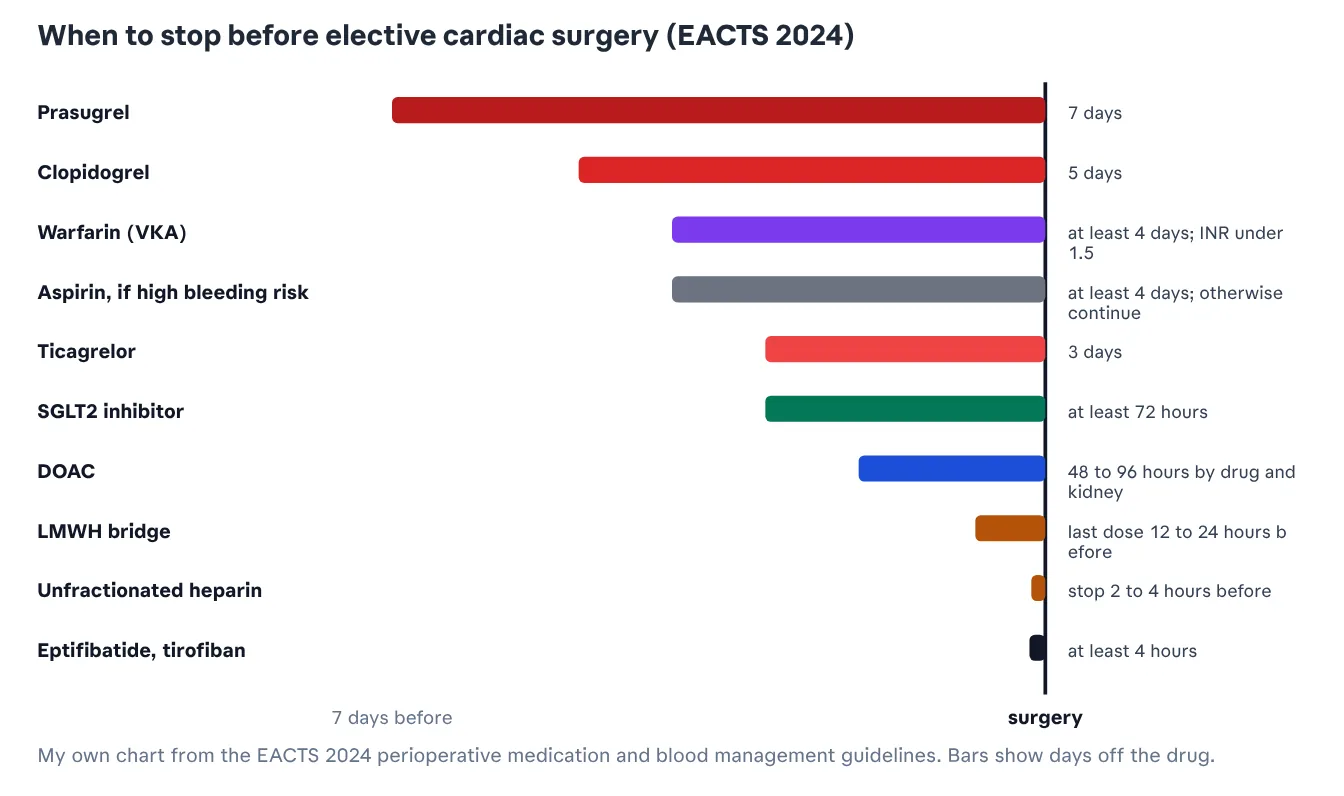 When to stop before elective cardiac surgery (EACTS 2024)
Prasugrel
7 days
Clopidogrel
5 days
Warfarin (VKA)
at least 4 days; INR under
1.5
Aspirin, if high bleeding risk
at least 4 days; otherwise
continue
Ticagrelor
3 days
SGLT2 inhibitor
at least 72 hours
DOAC
48 to 96 hours by drug and
kidney
LMWH bridge
last dose 12 to 24 hours b
efore
Unfractionated heparin
stop 2 to 4 hours before
Eptifibatide, tirofiban
at least 4 hours
7 days before
surgery
My own chart from the EACTS 2024 perioperative medication and blood management guidelines. Bars show days off the drug.